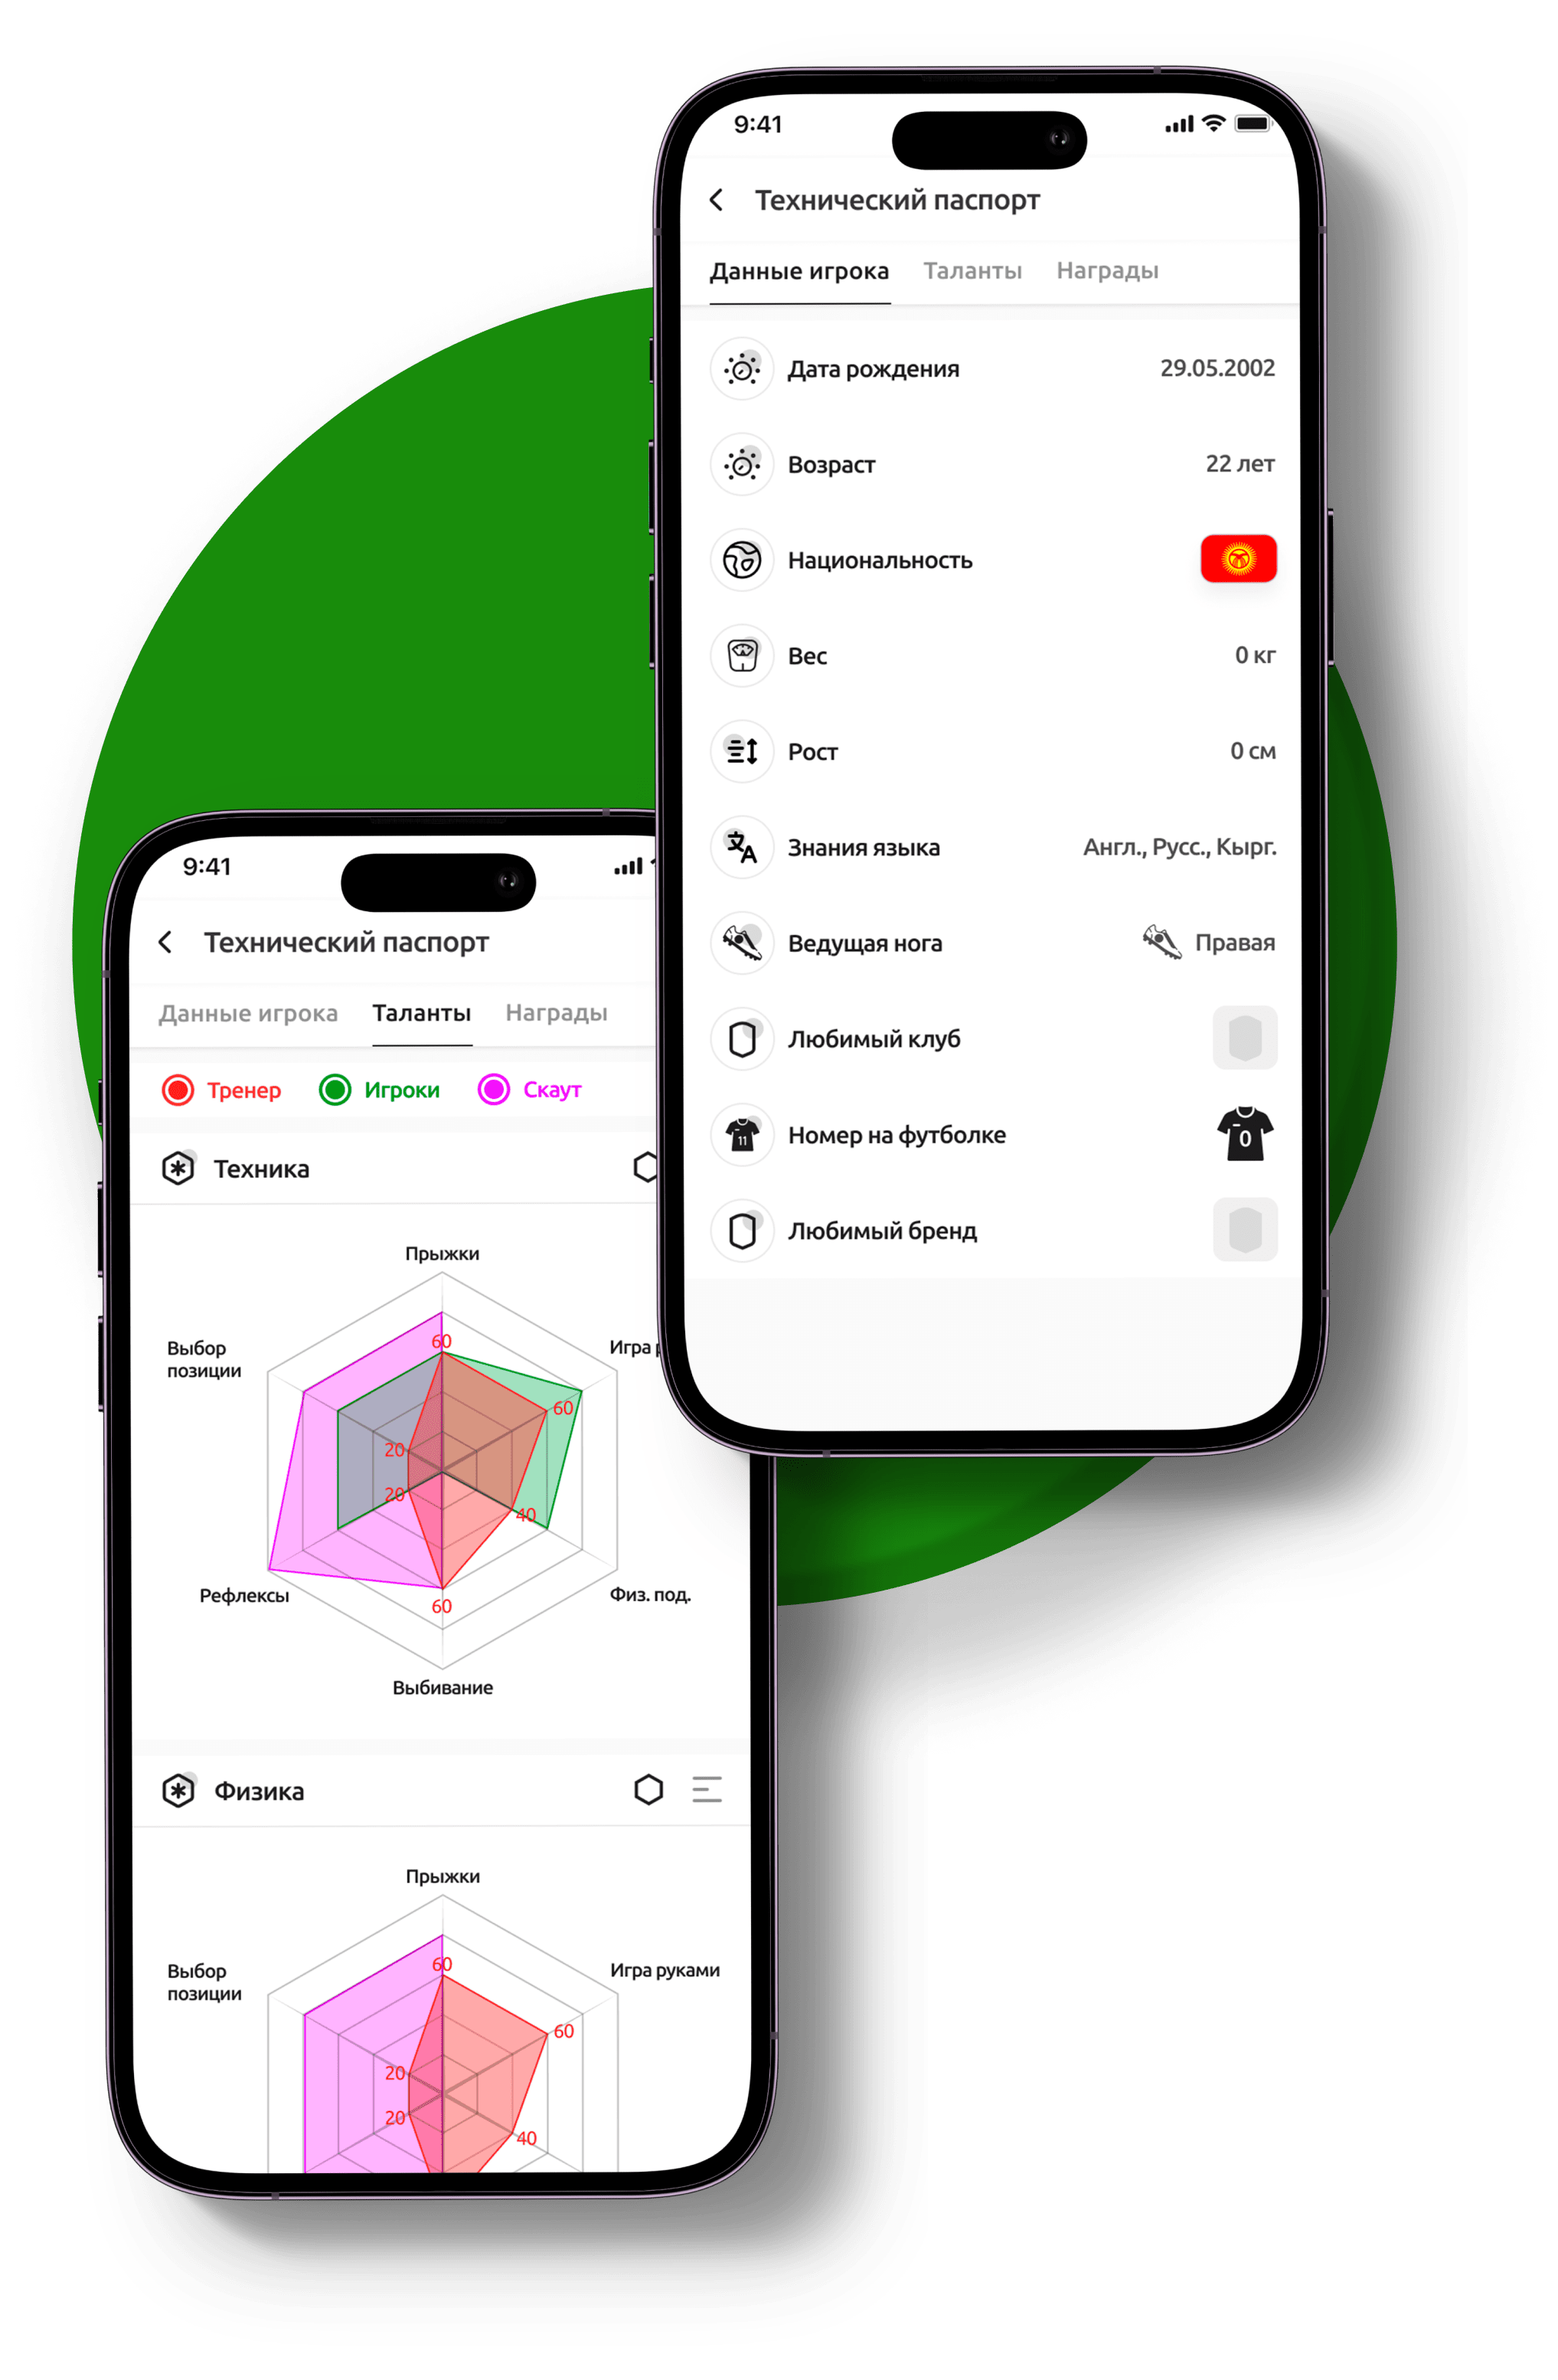 9:41
Технический паспорт
Данные игрока Таланты Награды
Дата рождения 29.05.2002
Возраст 22 лет
Национальность
Вес 0 кг
Рост 0 см
Знания языка Англ., Русс., Кырг.
Ведущая нога Правая
Любимый клуб
11 Номер на футболке 0
Любимый бренд
9:41
Технический паспорт
Данные игрока Таланты Награды
Тренер Игроки Скаут
Техника
Прыжки
Выбор
позиции
Игра
60
60
20
20
40
60
Рефлексы
Физ. под.
Выбивание
Физика
Прыжки
Выбор
позиции
Игра руками
60
60
20
20
40